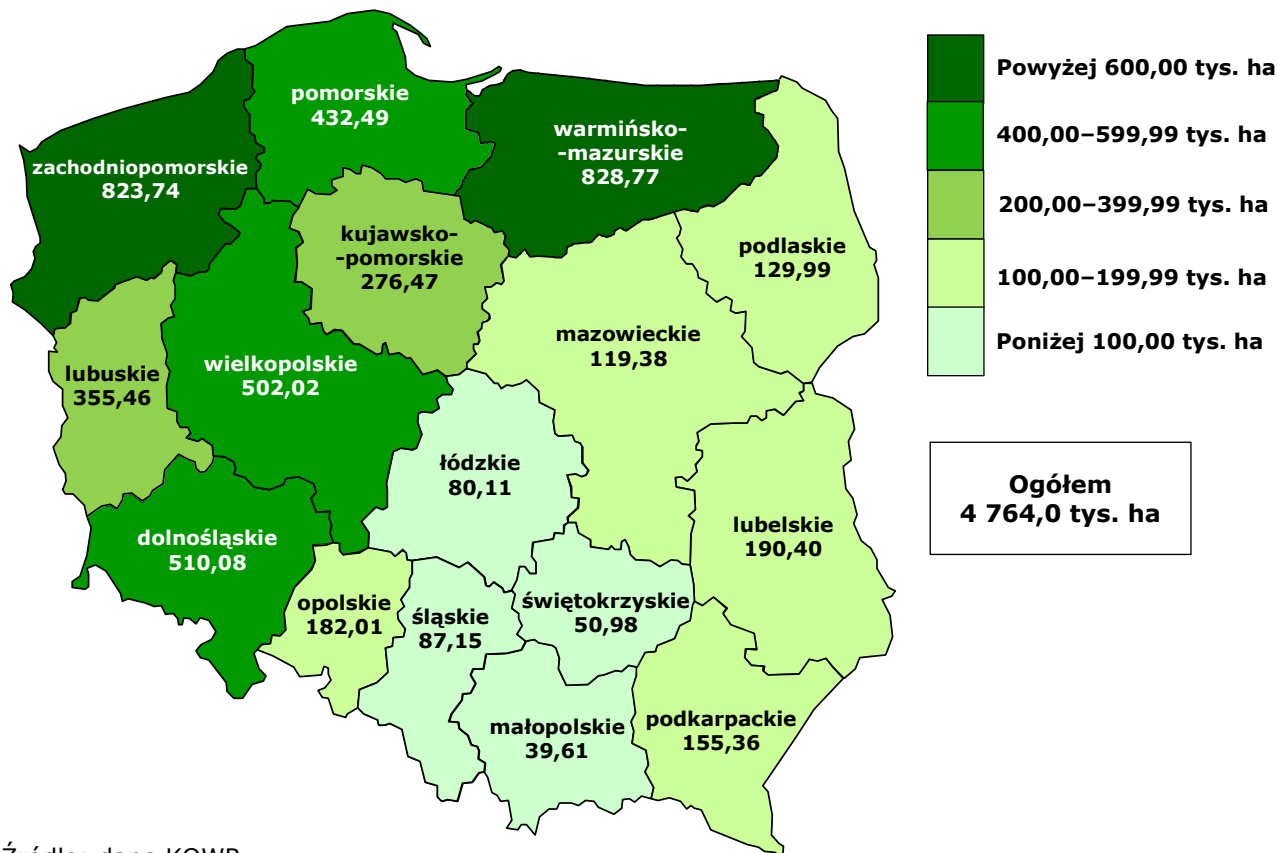 pomorskie
432,49
warmińsko-
-mazurskie
828,77
zachodniopomorskie
823,74
kujawsko-
-pomorskie
276,47
podlaskie
129,99
mazowieckie
119,38
wielkopolskie
502,02
lubuskie
355,46
łódzkie
80,11
lubelskie
190,40
dolnośląskie
510,08
opolskie
182,01
śląskie
87,15
świętokrzyskie
50,98
małopolskie
39,61
podkarpackie
155,36
Powyżej 600,00 tys. ha
400,00–599,99 tys. ha
200,00–399,99 tys. ha
100,00–199,99 tys. ha
Poniżej 100,00 tys. ha
Ogółem
4 764,0 tys. ha
Źródło: dane KOWR